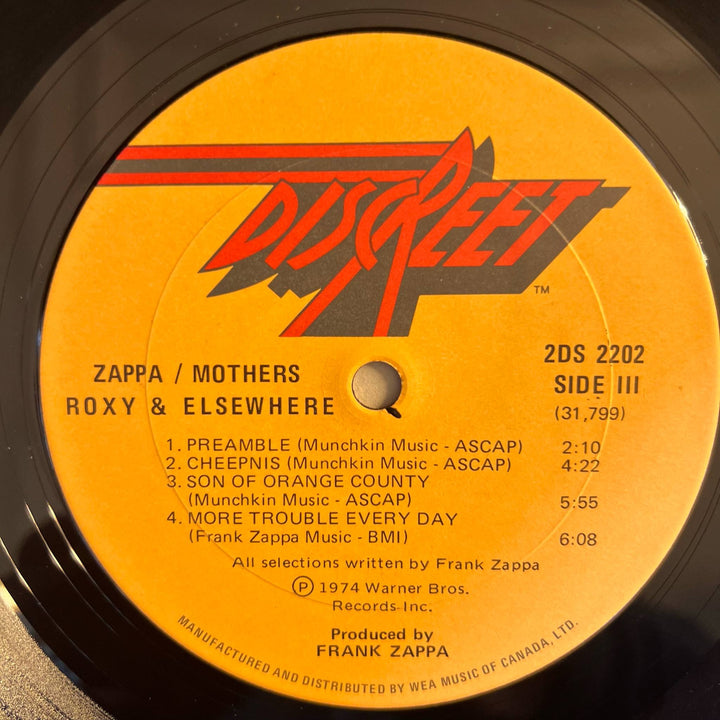 DISCREET
TM
ZAPPA / MOTHERS
ROXY & ELSEWHERE
2DS 2202
SIDE III
(31,799)
1. PREAMBLE (Munchkin Music - ASCAP) 2:10
2. CHEEPNIS (Munchkin Music - ASCAP) 4:22
3. SON OF ORANGE COUNTY
(Munchkin Music - ASCAP) 5:55
4. MORE TROUBLE EVERY DAY
(Frank Zappa Music - BMI) 6:08
All selections written by Frank Zappa
Ⓟ 1974 Warner Bros.
Records Inc.
Produced by
FRANK ZAPPA
MANUFACTURED AND DISTRIBUTED BY WEA MUSIC OF CANADA, LTD.